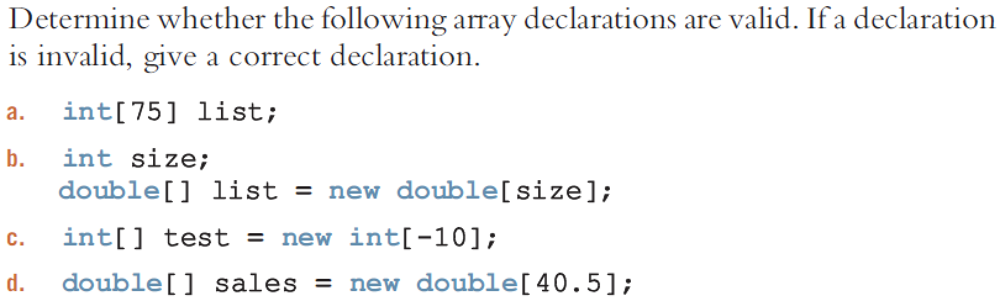 Determine whether the following array declarations are valid. If a declaration
is invalid, give a correct declaration.
a. int[75] list;
b. int size;
double[] list = new double[size];
c. int[] test = new int[-10];
d. double[] sales = new double[40.5];